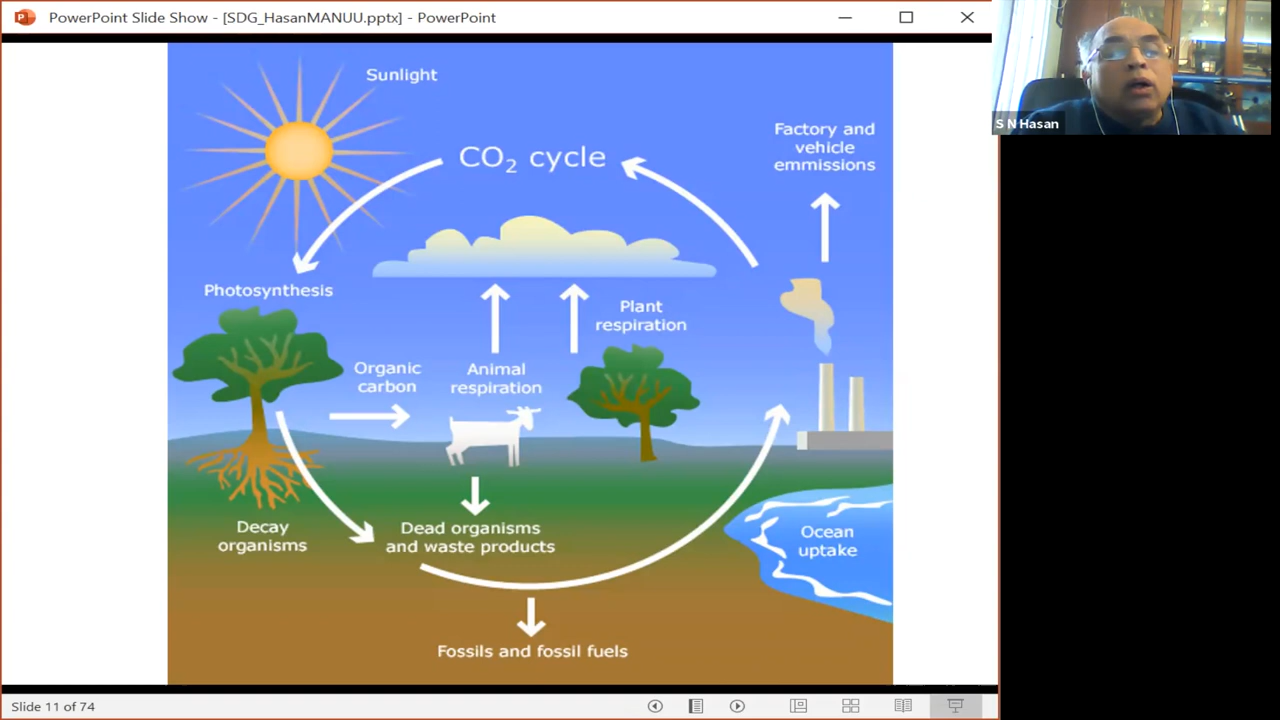 PowerPoint Slide Show - [SDG_HasanMANUU.pptx] - PowerPoint
S N Hasan
Sunlight
CO₂ cycle
Factory and
vehicle
emmissions
Photosynthesis
Plant
respiration
Organic
carbon
Animal
respiration
Decay
organisms
Dead organisms
and waste products
Ocean
uptake
Fossils and fossil fuels
Slide 11 of 74